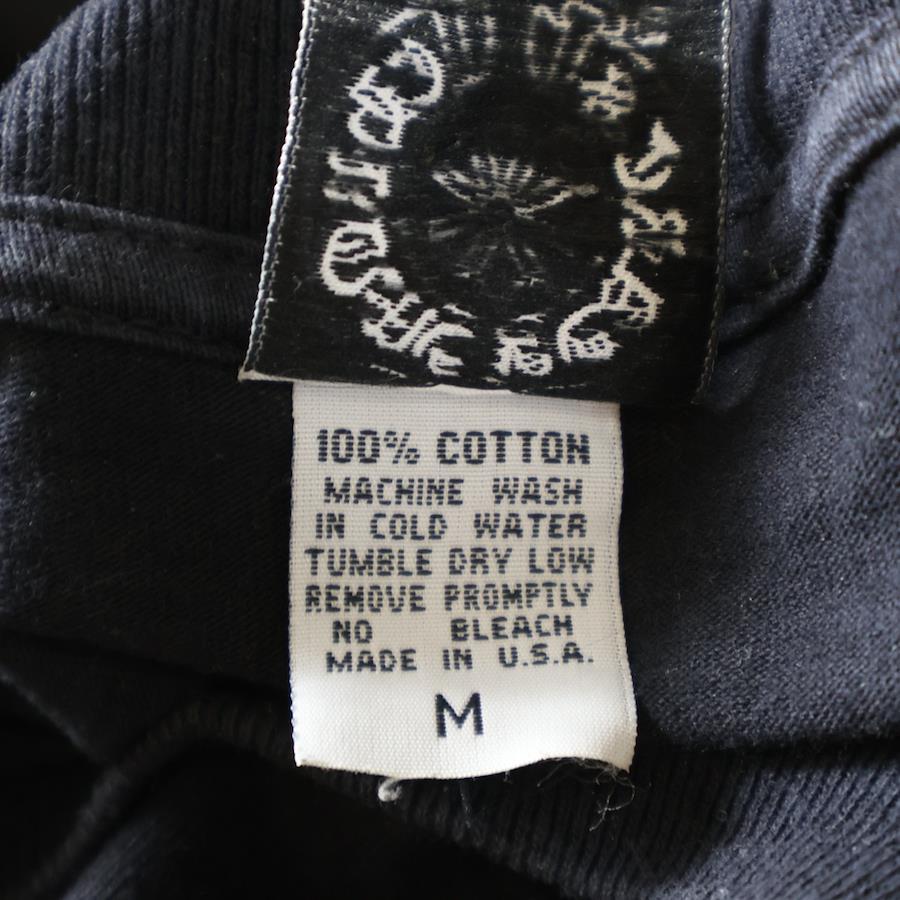 100% COTTON
MACHINE WASH
IN COLD WATER
TUMBLE DRY LOW
REMOVE PROMPTLY
NO BLEACH
MADE IN U.S.A.
M